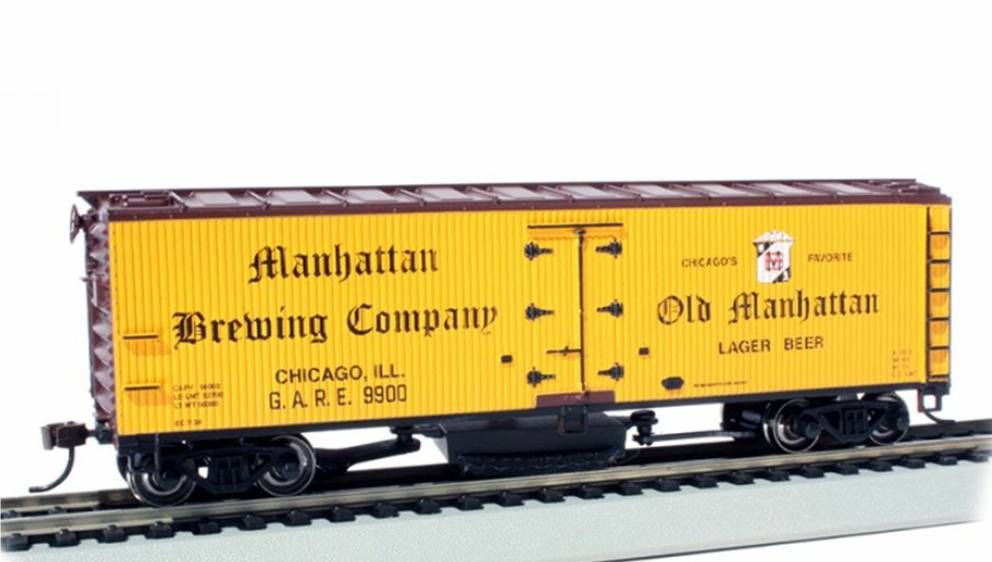 Manhattan
Brewing Company
CHICAGO, ILL.
G. A. R. E. 9900
CHICAGO'S FAVORITE
Old Manhattan
LAGER BEER